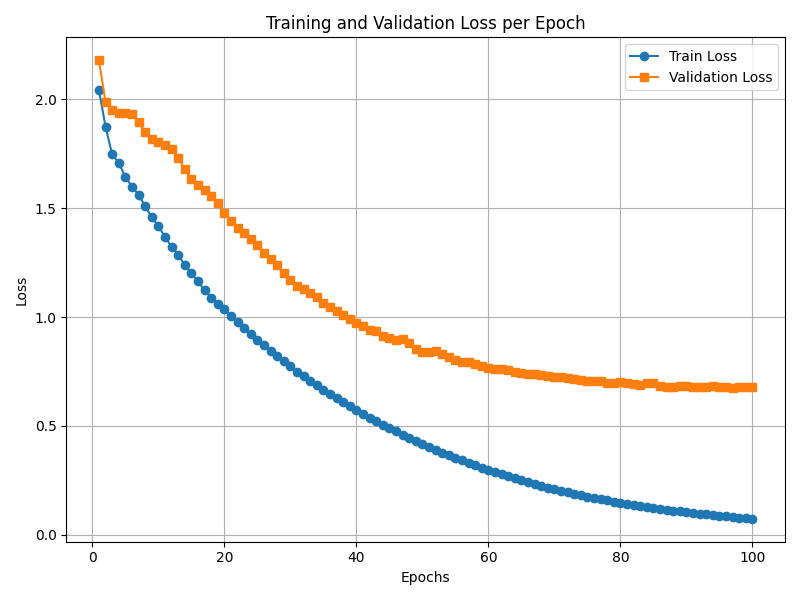 Training and Validation Loss per Epoch
Train Loss
Validation Loss
Loss
2.0
1.5
1.0
0.5
0.0
0 20 40 60 80 100
Epochs